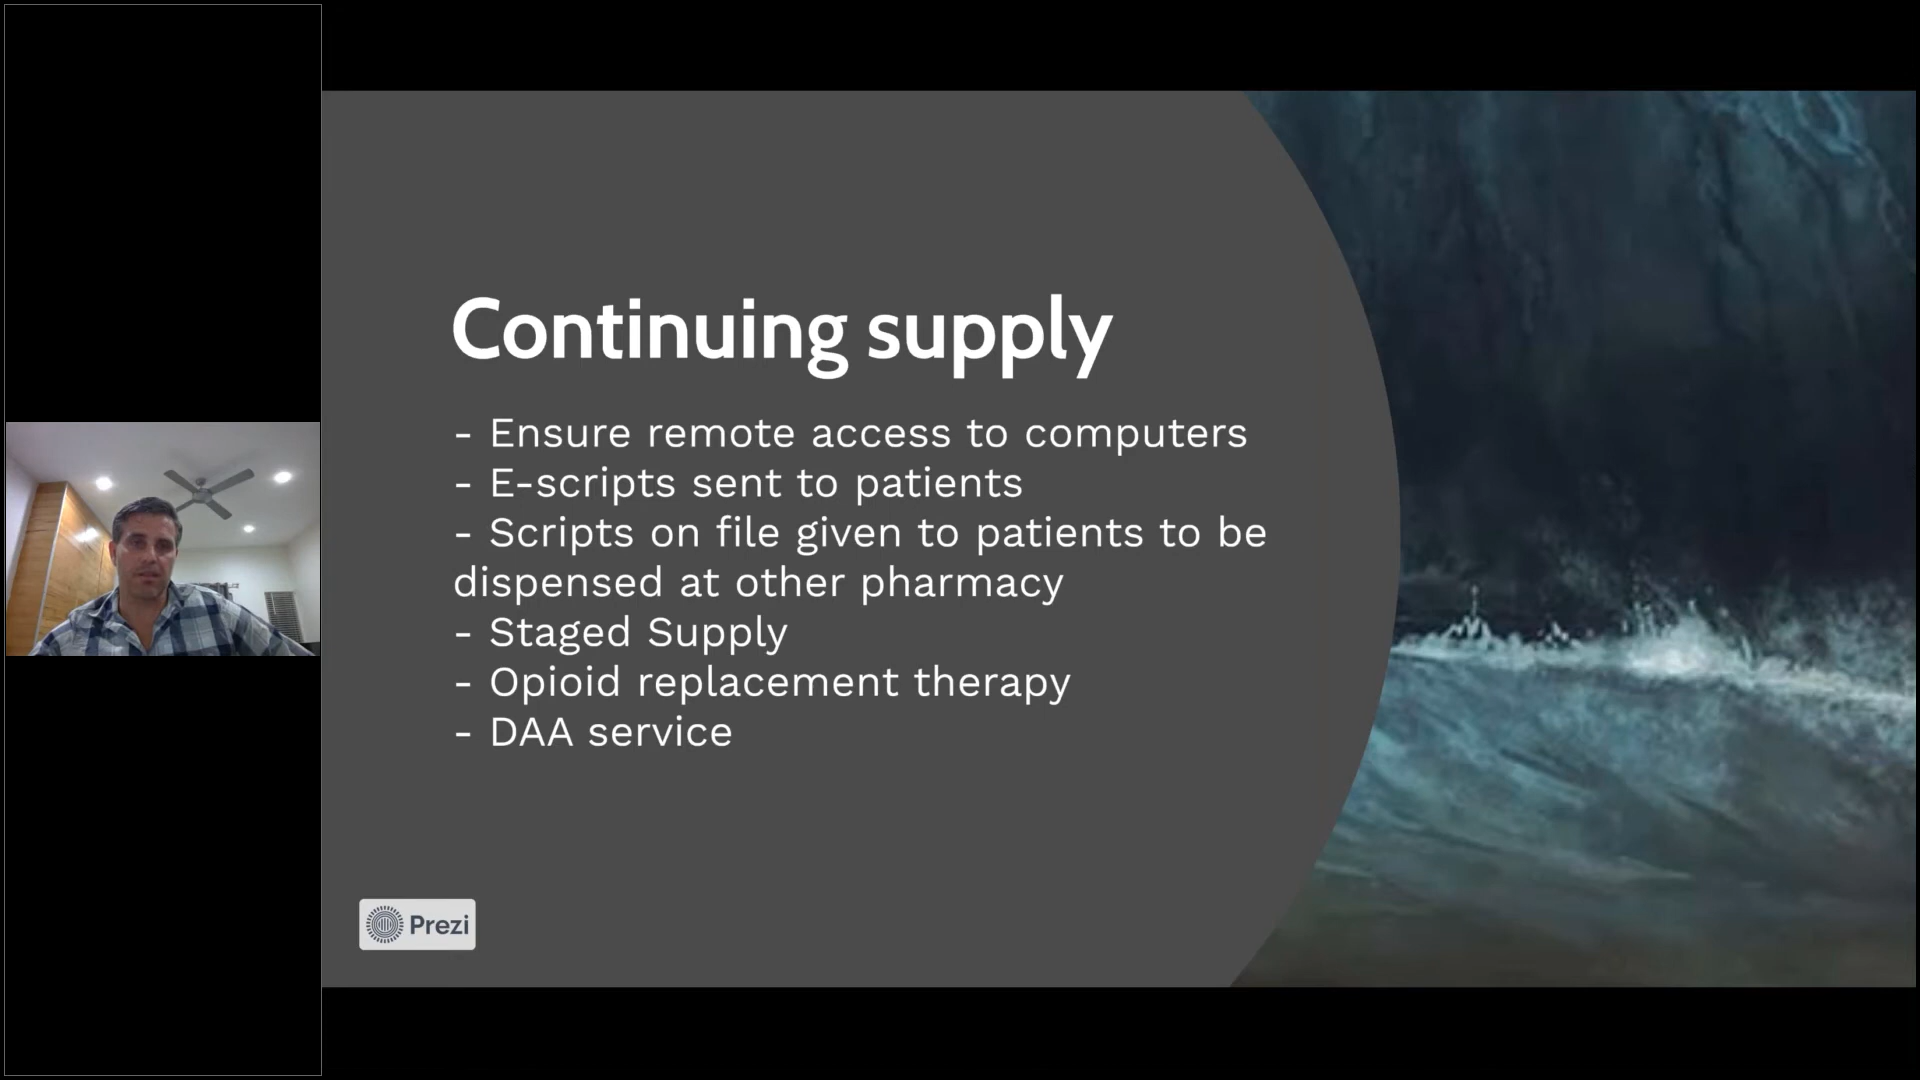 Continuing supply
- Ensure remote access to computers
- E-scripts sent to patients
- Scripts on file given to patients to be
dispensed at other pharmacy
- Staged Supply
- Opioid replacement therapy
- DAA service
Prezi